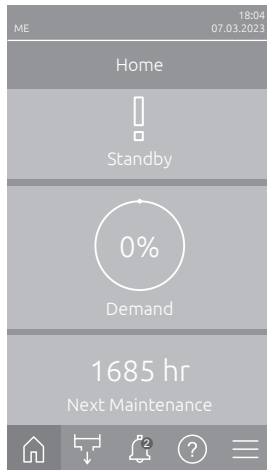 18:04
ME 07.03.2023
Home
Standby
0%
Demand
1685 hr
Next Maintenance
2
?